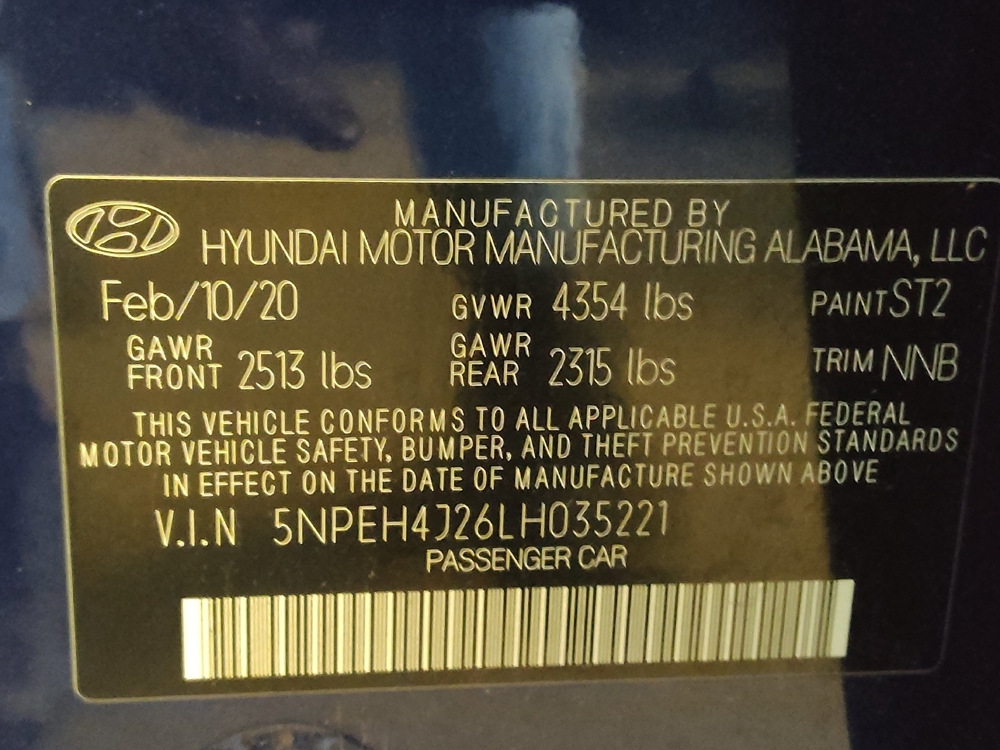 MANUFACTURED BY
HYUNDAI MOTOR MANUFACTURING ALABAMA, LLC
Feb/10/20 GVWR 4354 lbs PAINT ST2
GAWR FRONT 2513 lbs GAWR REAR 2315 lbs TRIM NNB
THIS VEHICLE CONFORMS TO ALL APPLICABLE U.S.A. FEDERAL
MOTOR VEHICLE SAFETY, BUMPER, AND THEFT PREVENTION STANDARDS
IN EFFECT ON THE DATE OF MANUFACTURE SHOWN ABOVE
V.I.N 5NPEH4J26LH035221
PASSENGER CAR